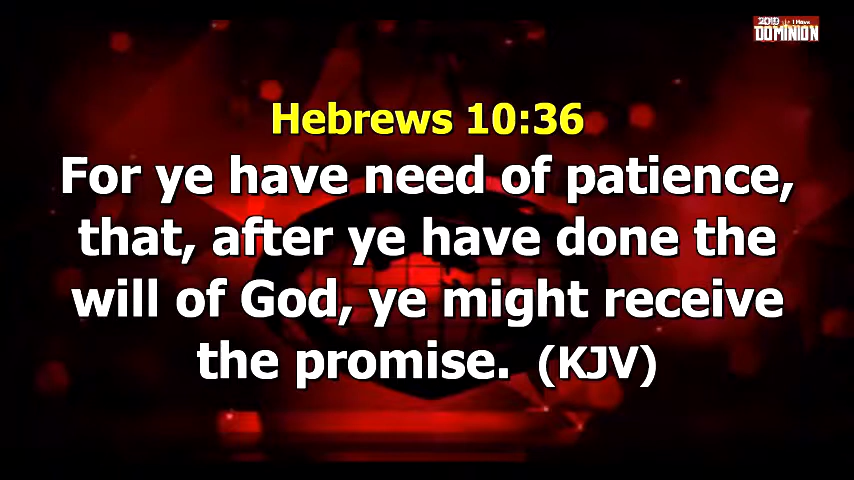 2019 I Have
DOMINION
Hebrews 10:36
For ye have need of patience,
that, after ye have done the
will of God, ye might receive
the promise. (KJV)